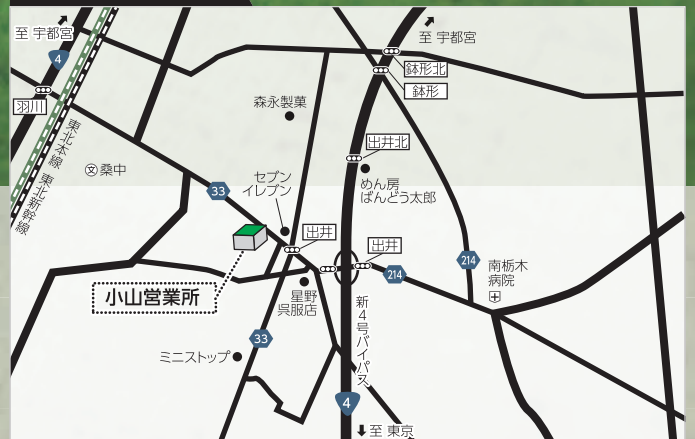 至 宇都宮
4
羽川
東北本線
東北新幹線
文桑中
森永製菓
至 宇都宮
鉢形北
鉢形
出井北
めん房
ばんどう太郎
33
セブン
イレブン
出井
出井
214
214
南栃木
病院
小山営業所
星野
呉服店
33
ミニストップ
新4号バイパス
4
至 東京